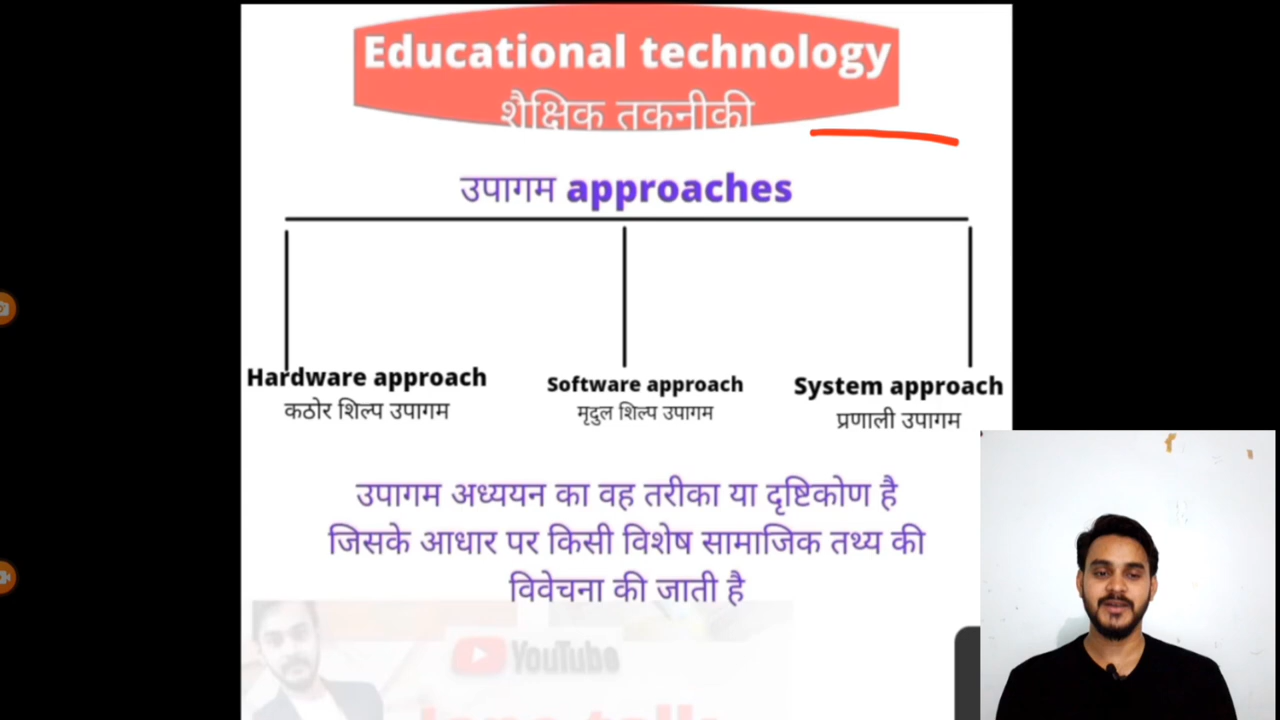 Educational technology
शैक्षिक तकनीकी
उपागम approaches
Hardware approach
कठोर शिल्प उपागम
Software approach
मृदुल शिल्प उपागम
System approach
प्रणाली उपागम
उपागम अध्ययन का वह तरीका या दृष्टिकोण है
जिसके आधार पर किसी विशेष सामाजिक तथ्य की
विवेचना की जाती है
YouTube